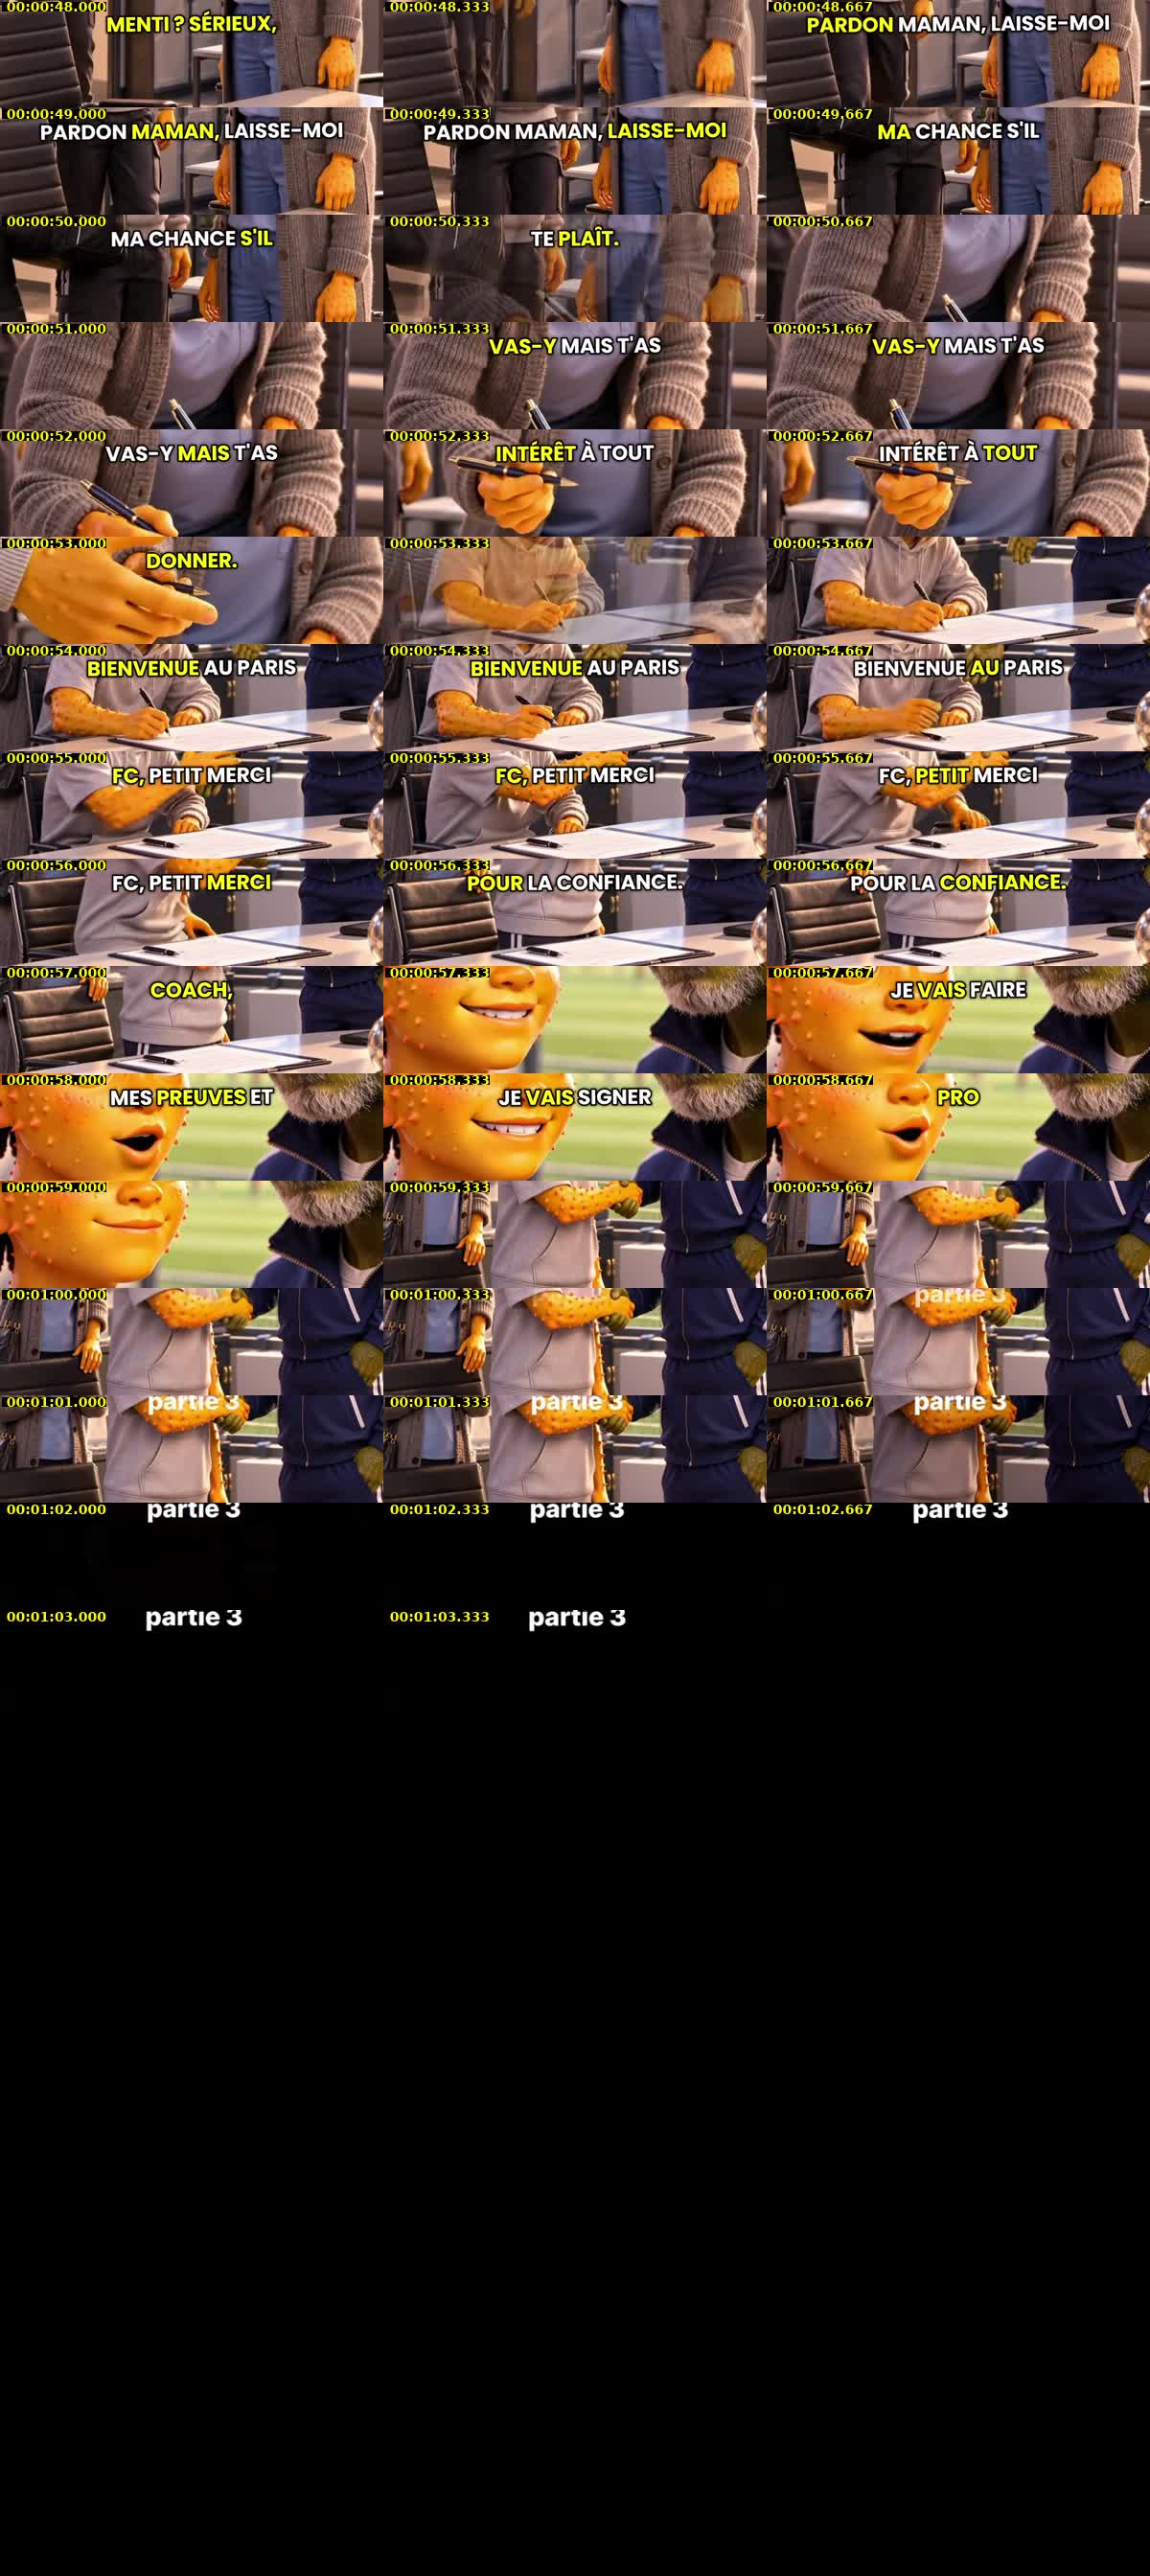 00:00:48.000 00:00:48.333 00:00:48.667
MENTI ? SÉRIEUX, PARDON MAMAN, LAISSE-MOI
00:00:49.000 00:00:49.333 00:00:49.667
PARDON MAMAN, LAISSE-MOI PARDON MAMAN, LAISSE-MOI MA CHANCE S'IL
00:00:50.000 00:00:50.333 00:00:50.667
MA CHANCE S'IL TE PLAÎT.
00:00:51.000 00:00:51.333 00:00:51.667
VAS-Y MAIS T'AS VAS-Y MAIS T'AS
00:00:52.000 00:00:52.333 00:00:52.667
VAS-Y MAIS T'AS INTÉRÊT À TOUT INTÉRÊT À TOUT
00:00:53.000 00:00:53.333 00:00:53.667
DONNER.
00:00:54.000 00:00:54.333 00:00:54.667
BIENVENUE AU PARIS BIENVENUE AU PARIS BIENVENUE AU PARIS
00:00:55.000 00:00:55.333 00:00:55.667
FC, PETIT MERCI FC, PETIT MERCI FC, PETIT MERCI
00:00:56.000 00:00:56.333 00:00:56.667
FC, PETIT MERCI POUR LA CONFIANCE. POUR LA CONFIANCE.
00:00:57.000 00:00:57.333 00:00:57.667
COACH, JE VAIS FAIRE
00:00:58.000 00:00:58.333 00:00:58.667
MES PREUVES ET JE VAIS SIGNER PRO
00:00:59.000 00:00:59.333 00:00:59.667
00:01:00.000 00:01:00.333 00:01:00.667
partie 3
00:01:01.000 00:01:01.333 00:01:01.667
partie 3 partie 3 partie 3
00:01:02.000 00:01:02.333 00:01:02.667
partie 3 partie 3 partie 3
00:01:03.000 00:01:03.333
partie 3 partie 3